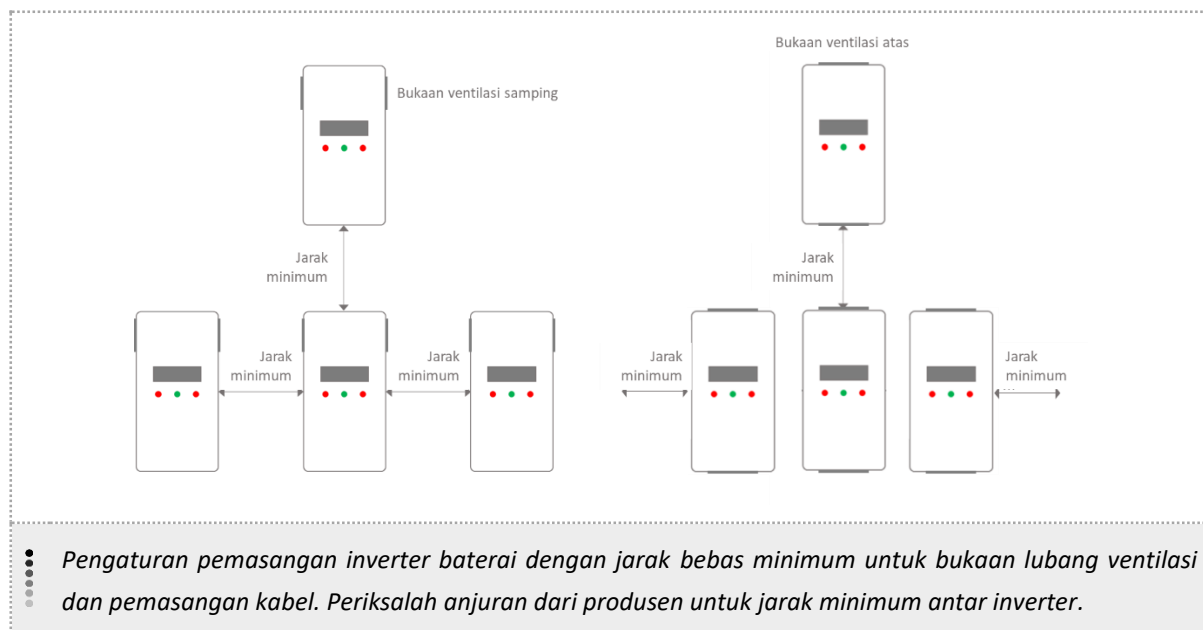 Bukaan ventilasi atas
Bukaan ventilasi samping
Jarak
minimum
Jarak
minimum
Jarak
minimum
Jarak
minimum
Jarak
minimum
Jarak
minimum
...
Pengaturan pemasangan inverter baterai dengan jarak bebas minimum untuk bukaan lubang ventilasi
dan pemasangan kabel. Periksalah anjuran dari produsen untuk jarak minimum antar inverter.